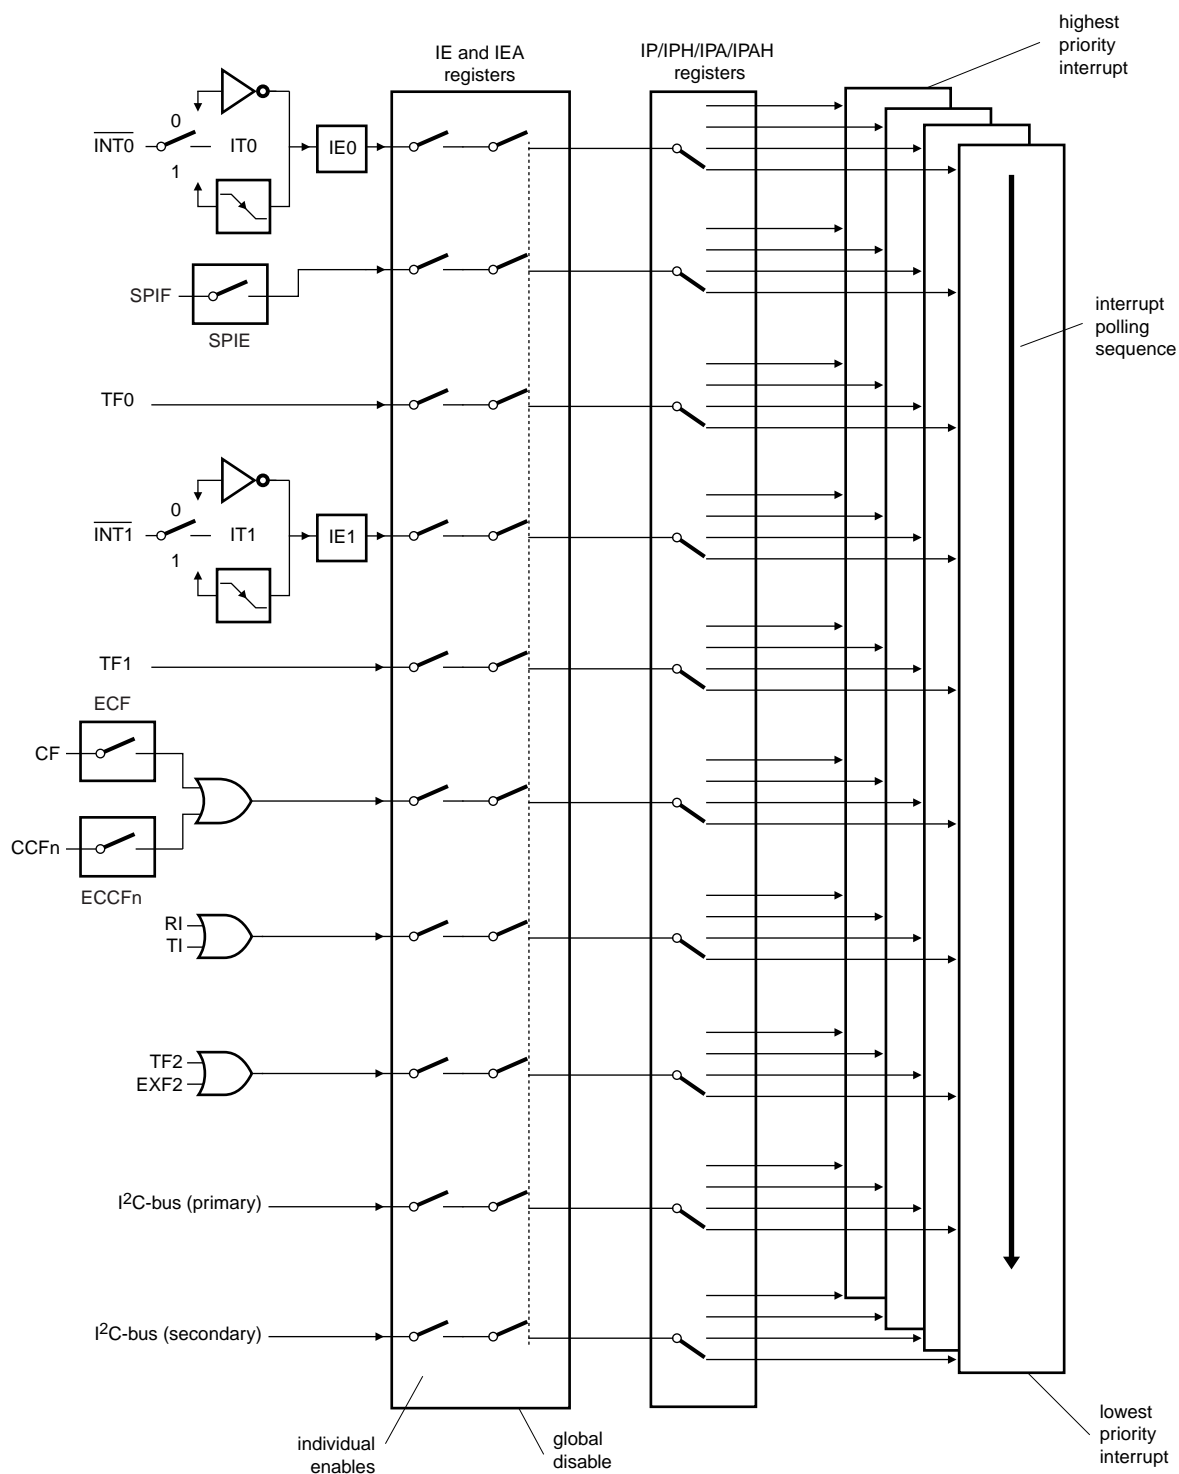 highest
priority
interrupt
IE and IEA
registers
IP/IPH/IPA/IPAH
registers
0
INT0
IT0
IE0
1
SPIF
SPIE
interrupt
polling
sequence
TF0
0
INT1
IT1
IE1
1
TF1
ECF
CF
CCFn
ECCFn
RI
TI
TF2
EXF2
I2C-bus (primary)
I2C-bus (secondary)
individual
enables
global
disable
lowest
priority
interrupt